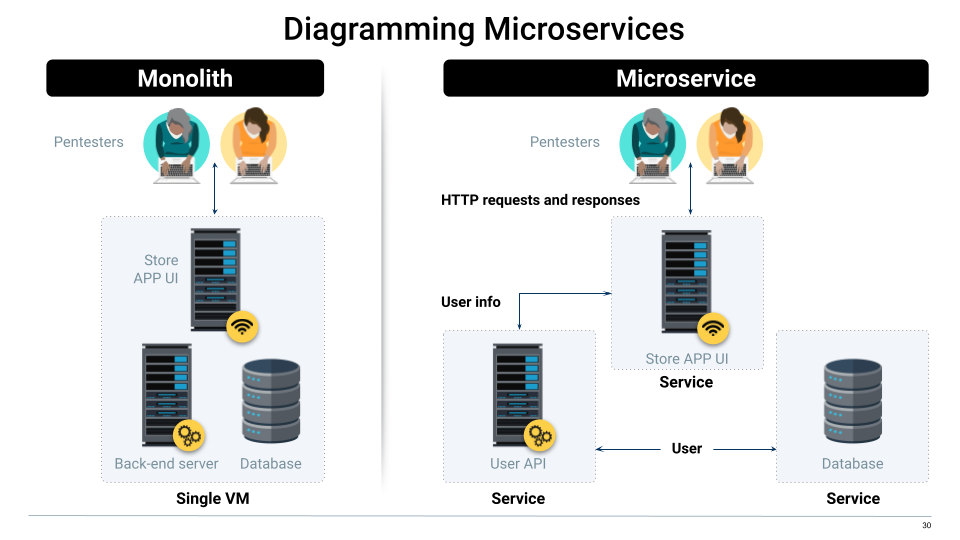 Diagramming Microservices
Monolith
Pentesters
Store
APP UI
Back-end server
Database
Single VM
Microservice
Pentesters
HTTP requests and responses
User info
Store APP UI
Service
User API
User
Database
Service
Service
30